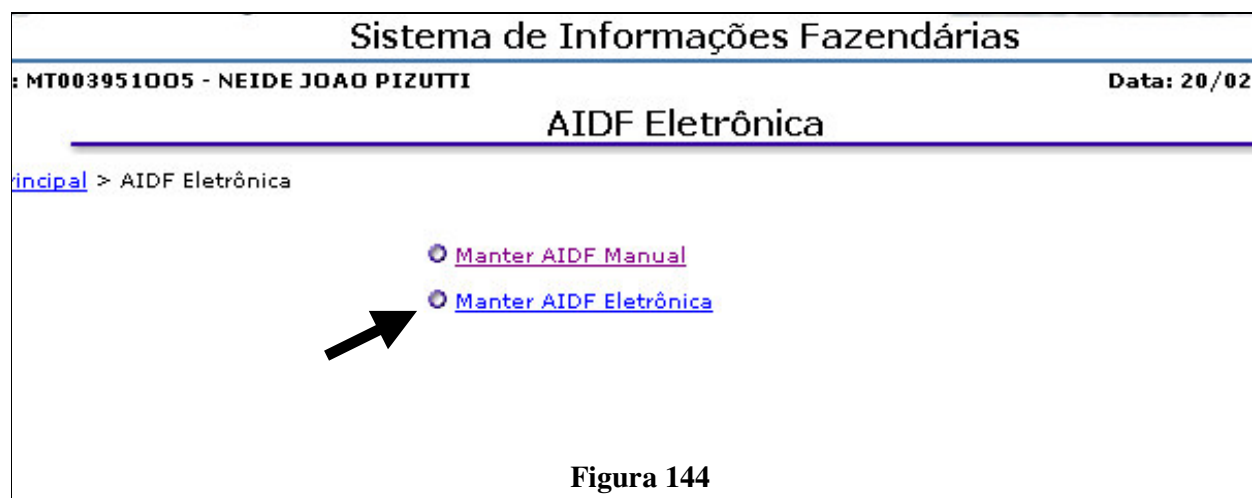 Sistema de Informações Fazendárias
: MT003951OO5 - NEIDE JOAO PIZUTTI Data: 20/02
AIDF Eletrônica
rincipal > AIDF Eletrônica
Manter AIDF Manual
Manter AIDF Eletrônica
Figura 144